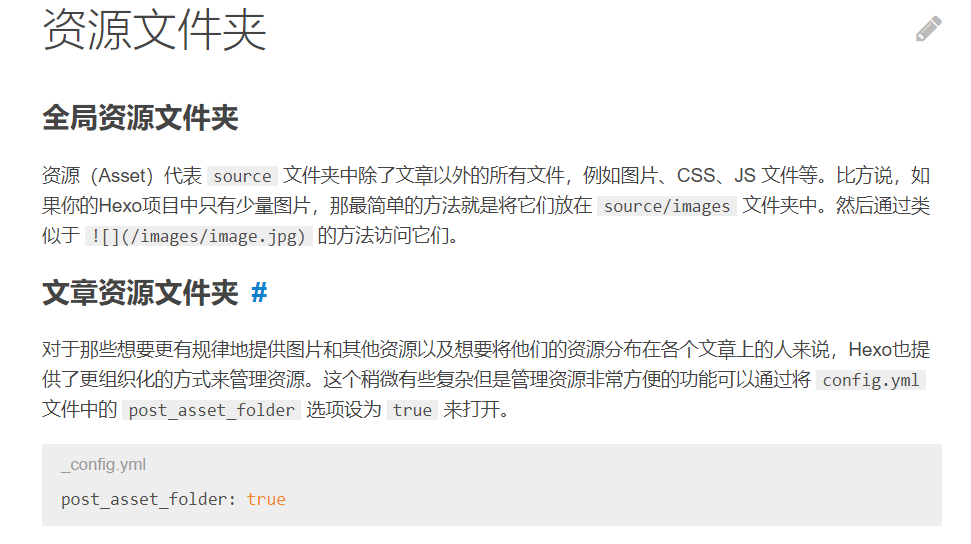 资源文件夹
全局资源文件夹
资源（Asset）代表 source 文件夹中除了文章以外的所有文件，例如图片、CSS、JS 文件等。比方说，如
果你的Hexo项目中只有少量图片，那最简单的方法就是将它们放在 source/images 文件夹中。然后通过类
似于 ![](/images/image.jpg) 的方法访问它们。
文章资源文件夹 #
对于那些想要更有规律地提供图片和其他资源以及想要将他们的资源分布在各个文章上的人来说，Hexo也提
供了更组织化的方式来管理资源。这个稍微有些复杂但是管理资源非常方便的功能可以通过将 config.yml
文件中的 post_asset_folder 选项设为 true 来打开。
_config.yml
post_asset_folder: true